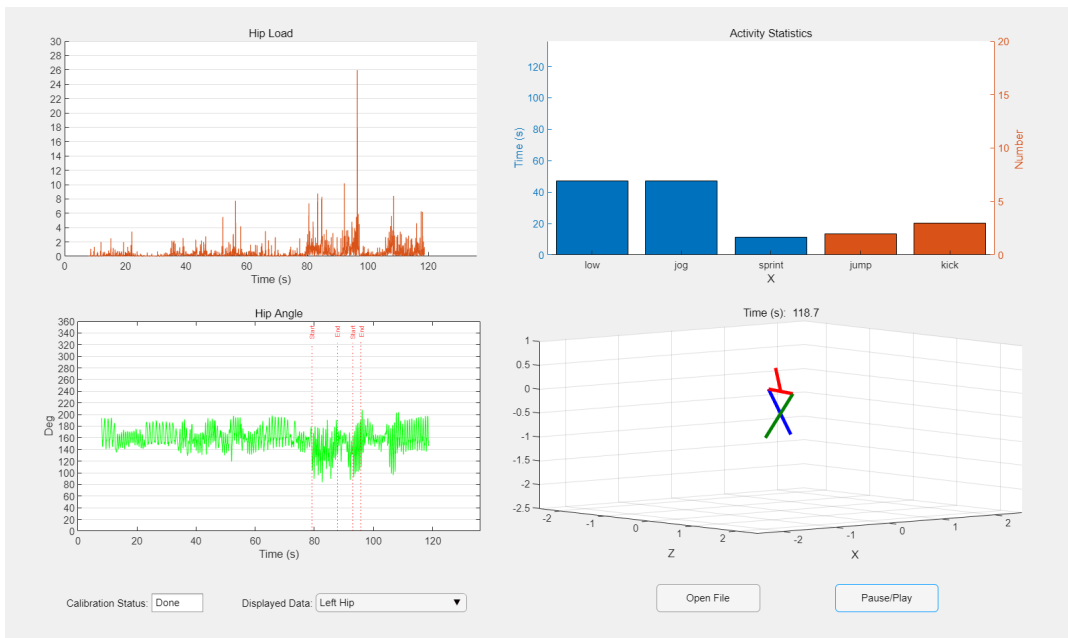 Hip Load
30
28
26
24
22
20
18
16
14
12
10
8
6
4
2
0
0 20 40 60 80 100 120
Time (s)
Activity Statistics
120
100
80
60
40
20
0
Time (s)
20
15
10
5
0
Number
low jog sprint jump kick
X
Hip Angle
360
340
320
300
280
260
240
220
200
180
160
140
120
100
80
60
40
20
0
Deg
Start End Start End
0 20 40 60 80 100 120
Time (s)
Time (s): 118.7
1
0.5
0
-0.5
-1
-1.5
-2
-2.5
-2 -1 0 1 2
Z
-2 -1 0 1 2
X
Calibration Status: Done Displayed Data: Left Hip
Open File Pause/Play